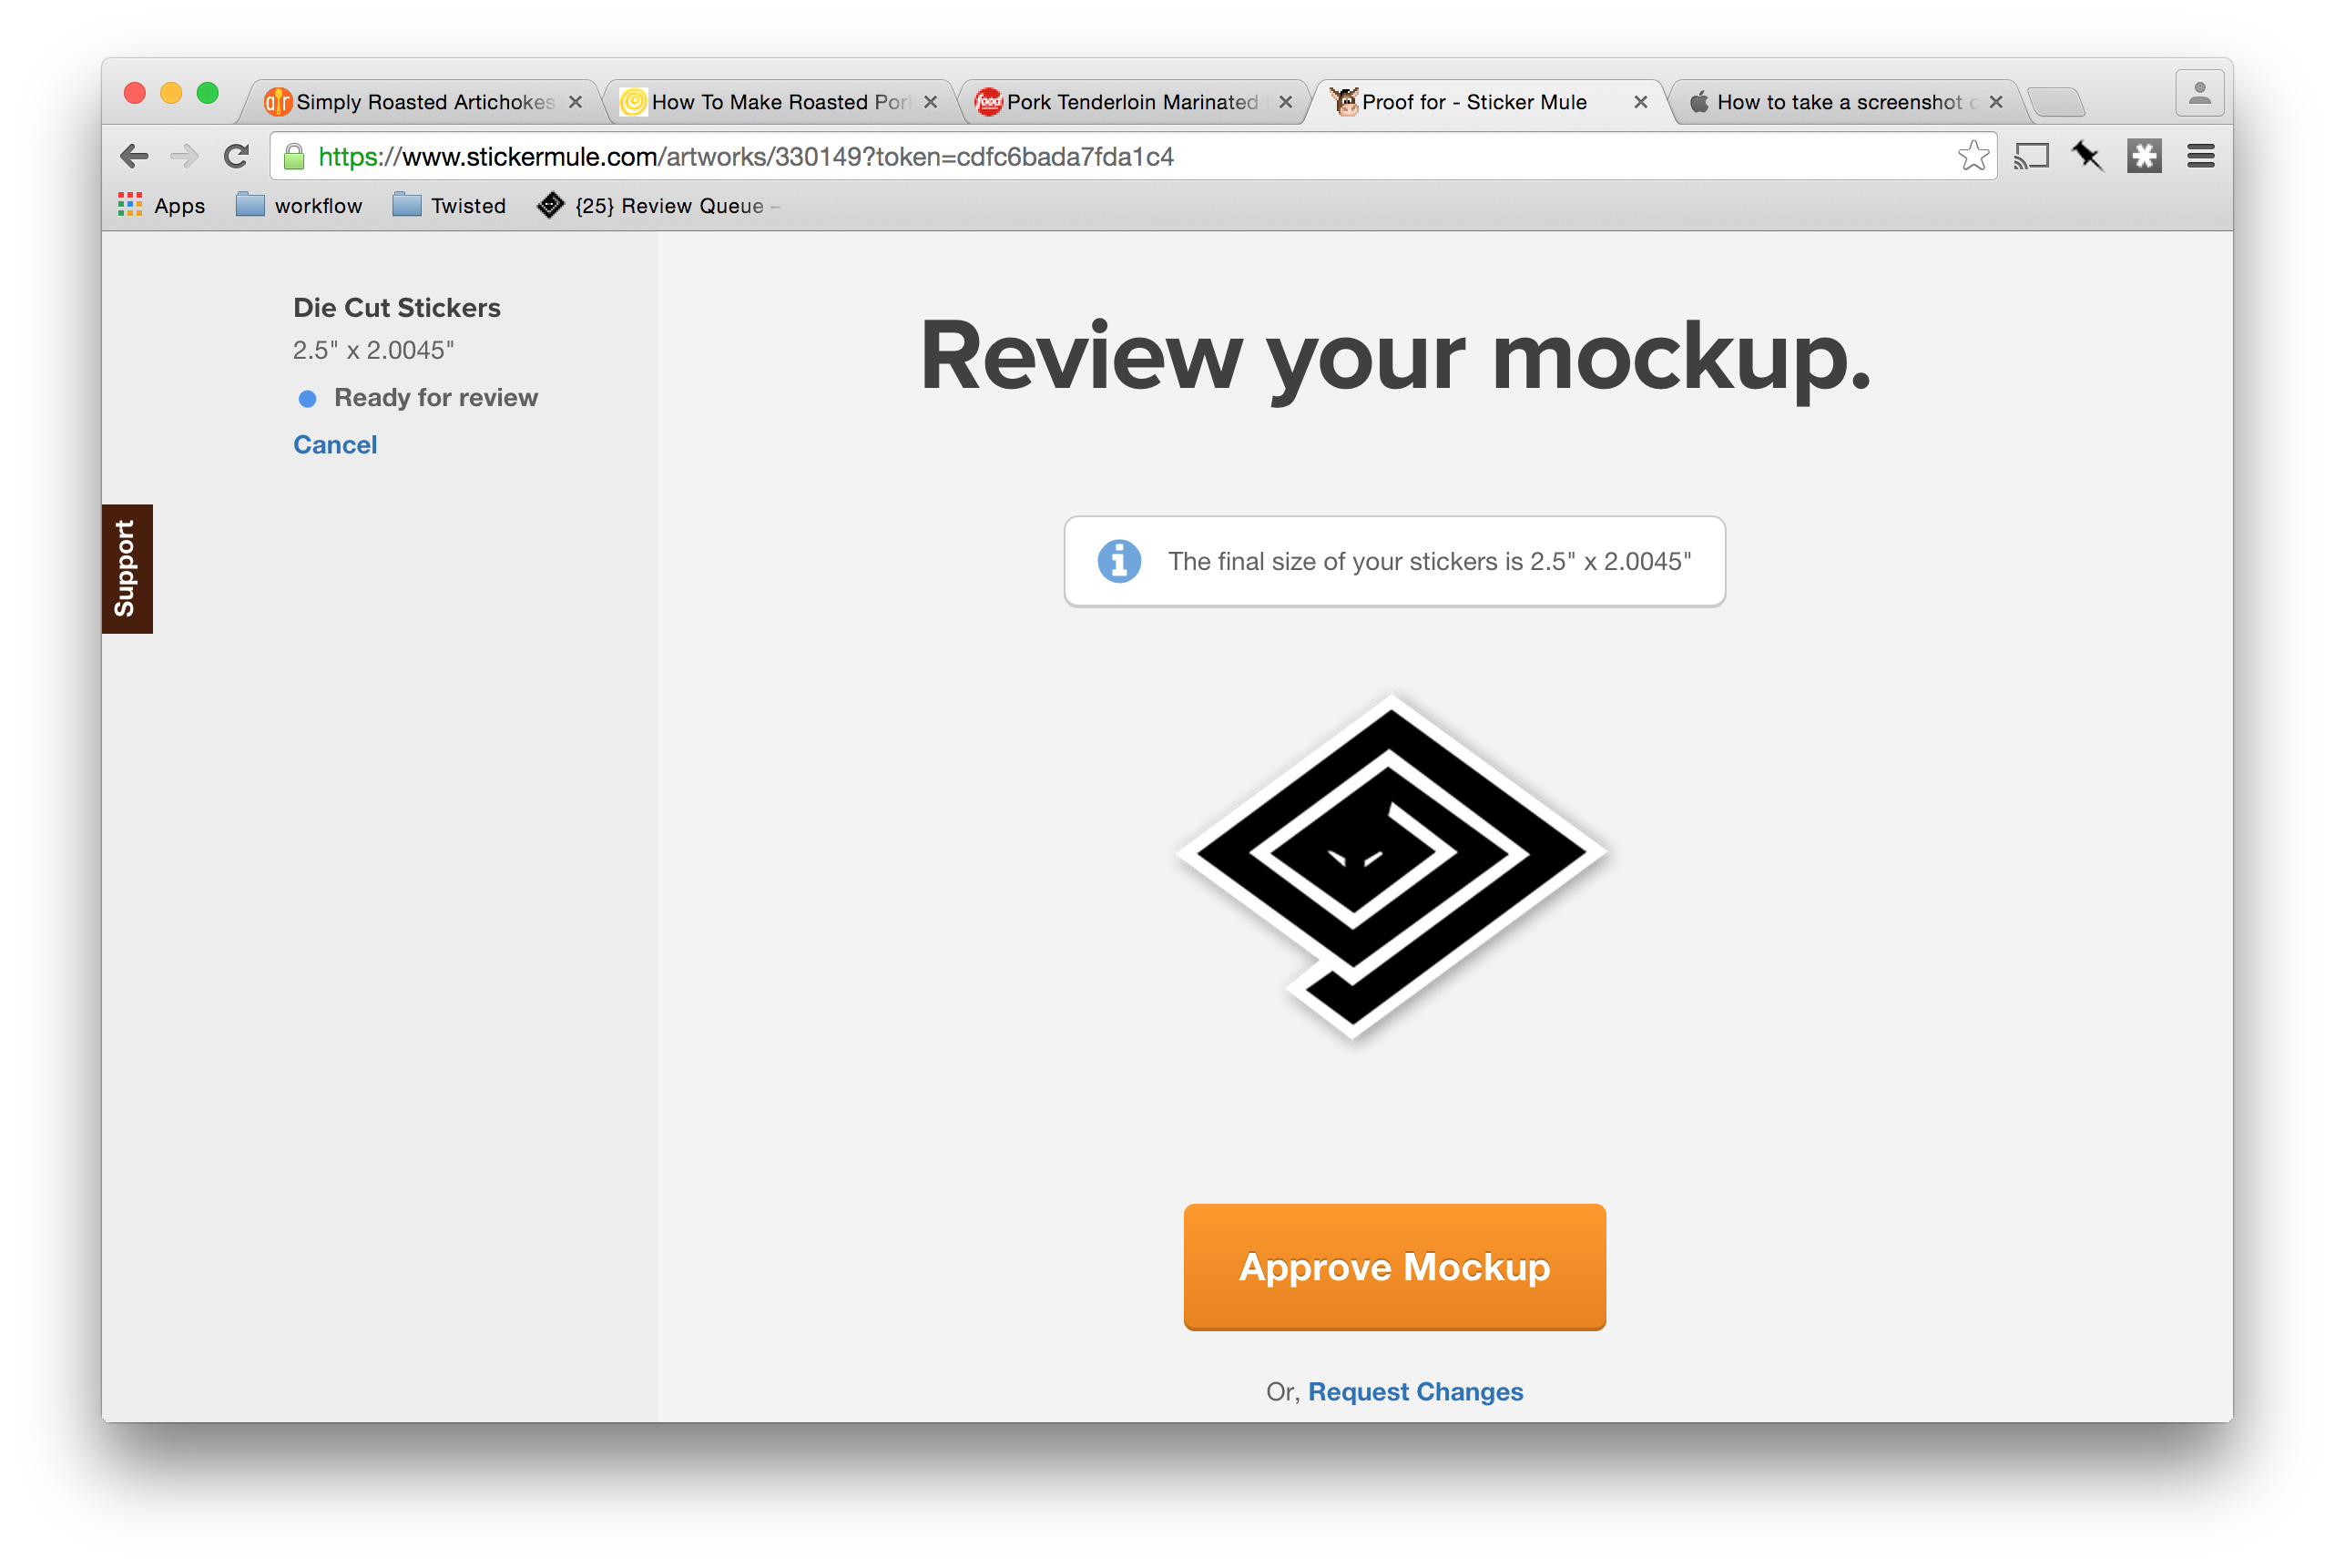 Simply Roasted Artichokes
How To Make Roasted Por
Pork Tenderloin Marinated
Proof for - Sticker Mule
How to take a screenshot
https://www.stickermule.com/artworks/330149?token=cdfc6bada7fda1c4
Apps
workflow
Twisted
{25} Review Queue –
Die Cut Stickers
2.5" x 2.0045"
Ready for review
Cancel
Support
Review your mockup.
The final size of your stickers is 2.5" x 2.0045"
Approve Mockup
Or, Request Changes